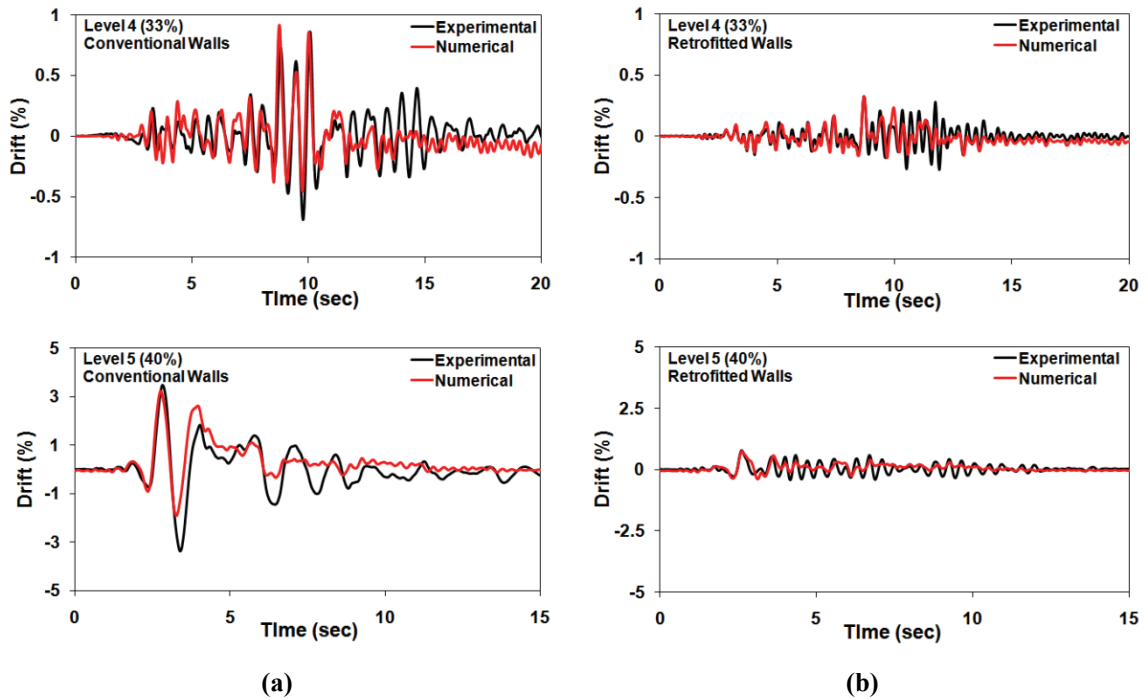 Level 4 (33%)
Conventional Walls
Experimental
Numerical
1
0.5
0
-0.5
-1
Drift (%)
0 5 10 15 20
TIme (sec)
Level 4 (33%)
Retrofitted Walls
Experimental
Numerical
1
0.5
0
-0.5
-1
Drift (%)
0 5 10 15 20
TIme (sec)
Level 5 (40%)
Conventional Walls
Experimental
Numerical
5
3
1
-1
-3
-5
Drift (%)
0 5 10 15
TIme (sec)
Level 5 (40%)
Retrofitted Walls
Experimental
Numerical
5
2.5
0
-2.5
-5
Drift (%)
0 5 10 15
TIme (sec)
(a) (b)